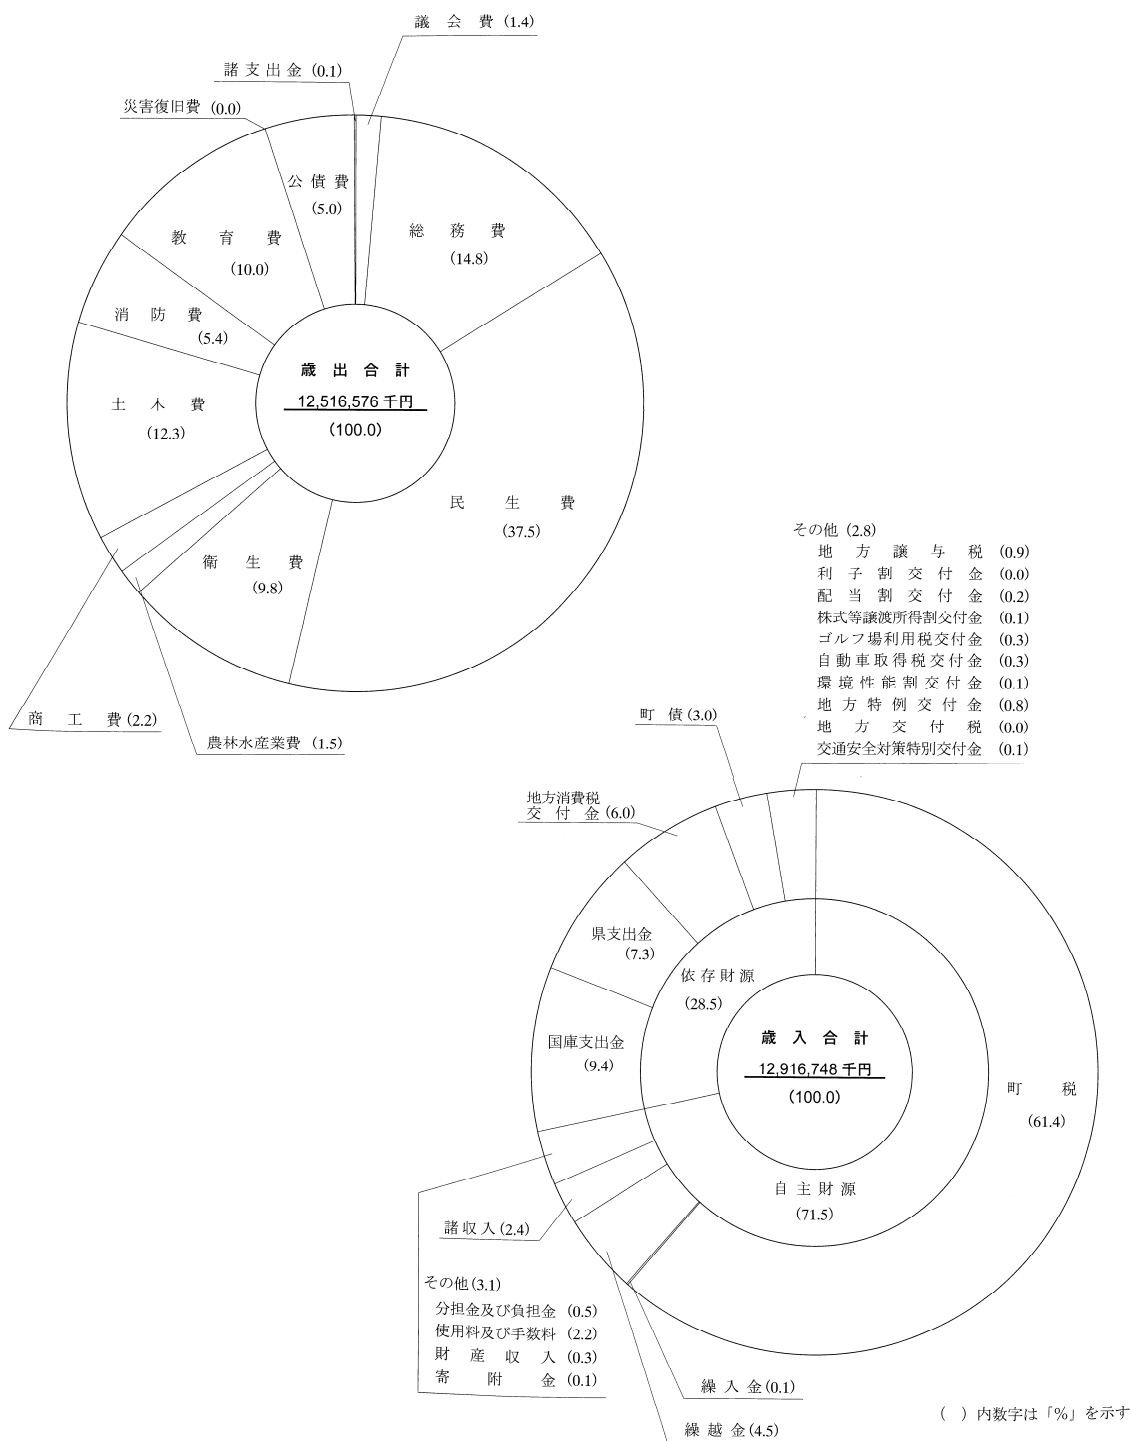 議会費 (1.4)
諸支出金 (0.1)
災害復旧費 (0.0)
公債費
(5.0)
総務費
(14.8)
教育費
(10.0)
消防費
(5.4)
歳出合計
12,516,576 千円
(100.0)
土木費
(12.3)
民生費
(37.5)
衛生費
(9.8)
商工費 (2.2)
農林水産業費 (1.5)
その他 (2.8)
地方譲与税 (0.9)
利子割交付金 (0.0)
配当割交付金 (0.2)
株式等譲渡所得割交付金 (0.1)
ゴルフ場利用税交付金 (0.3)
自動車取得税交付金 (0.3)
環境性能割交付金 (0.1)
地方特例交付金 (0.8)
地方交付税 (0.0)
交通安全対策特別交付金 (0.1)
町債 (3.0)
地方消費税
交付金 (6.0)
県支出金
(7.3)
依存財源
(28.5)
国庫支出金
(9.4)
歳入合計
12,916,748 千円
(100.0)
町税
(61.4)
自主財源
(71.5)
諸収入 (2.4)
その他 (3.1)
分担金及び負担金 (0.5)
使用料及び手数料 (2.2)
財産収入 (0.3)
寄附金 (0.1)
繰入金 (0.1)
繰越金 (4.5)
( ) 内数字は「%」を示す